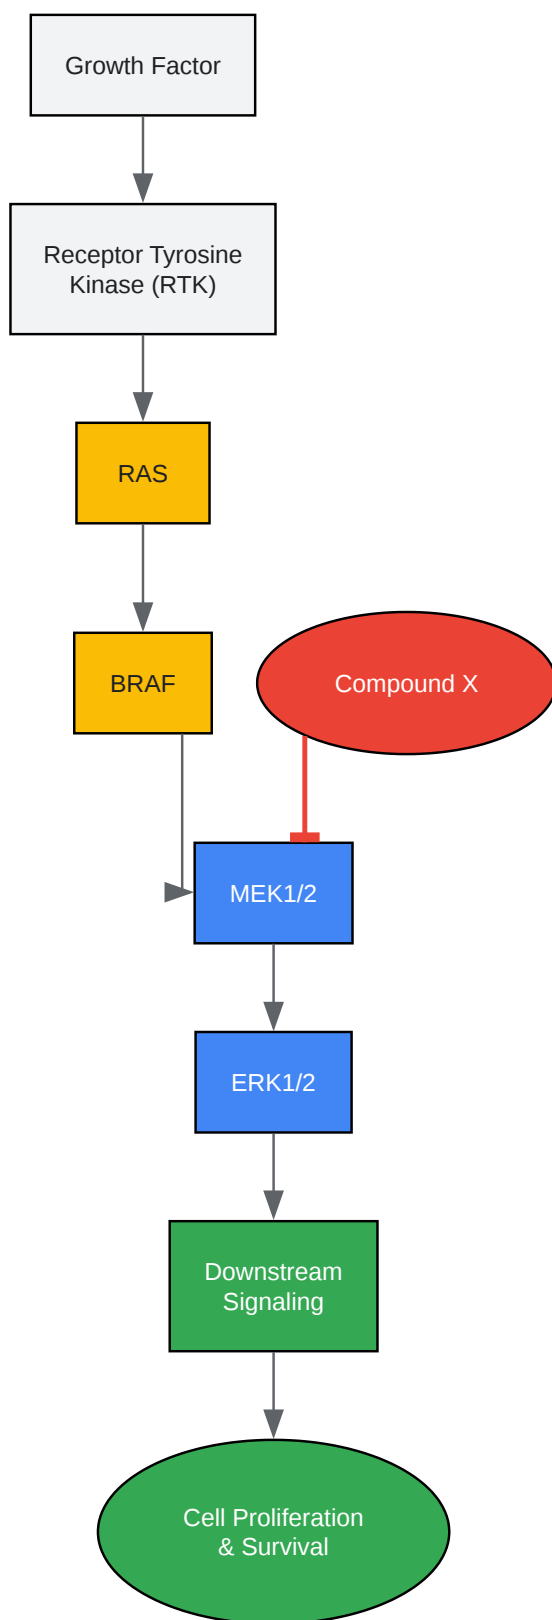 Growth Factor
Receptor Tyrosine
Kinase (RTK)
RAS
BRAF
Compound X
MEK1/2
ERK1/2
Downstream
Signaling
Cell Proliferation
& Survival